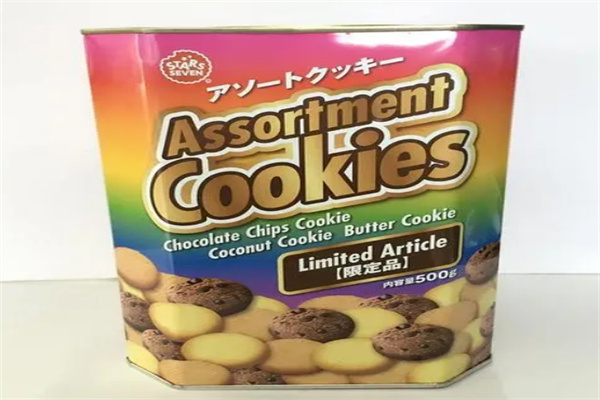 STARS
SEVEN
アソートクッキー
Assortment
Cookies
Chocolate Chips Cookie
Coconut Cookie Butter Cookie
Limited Article
【限定品】
内容量500g